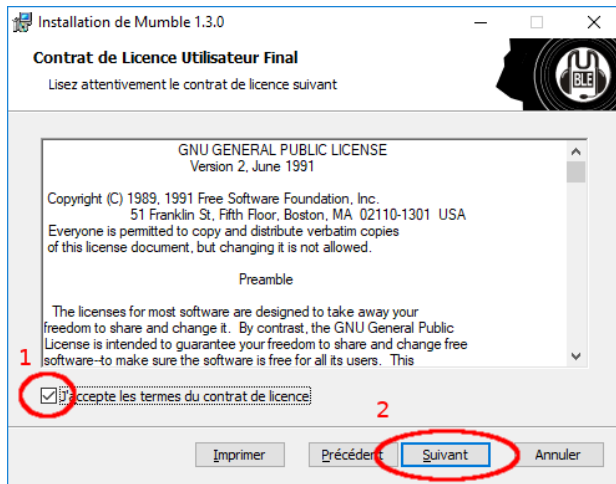 Installation de Mumble 1.3.0
Contrat de Licence Utilisateur Final
Lisez attentivement le contrat de licence suivant
BLE
GNU GENERAL PUBLIC LICENSE
Version 2, June 1991
Copyright (C) 1989, 1991 Free Software Foundation, Inc.
51 Franklin St, Fifth Floor, Boston, MA 02110-1301 USA
Everyone is permitted to copy and distribute verbatim copies
of this license document, but changing it is not allowed.
Preamble
The licenses for most software are designed to take away your
freedom to share and change it. By contrast, the GNU General Public
License is intended to guarantee your freedom to share and change free
software--to make sure the software is free for all its users. This
1
J'accepte les termes du contrat de licence
2
Imprimer Précédent Suivant Annuler